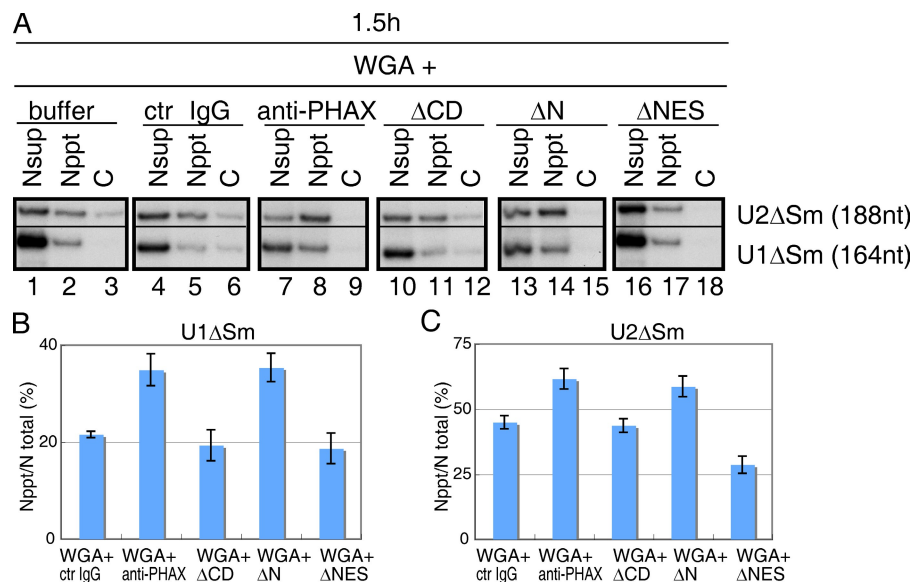 A
1.5h
WGA +
buffer ctr IgG anti-PHAX ΔCD ΔN ΔNES
Nsup Nppt C Nsup Nppt C Nsup Nppt C Nsup Nppt C Nsup Nppt C Nsup Nppt C
U2ΔSm (188nt)
U1ΔSm (164nt)
1 2 3 4 5 6 7 8 9 10 11 12 13 14 15 16 17 18
B
U1ΔSm
Nppt/N total (%)
40
20
0
WGA+ WGA+ WGA+ WGA+ WGA+
ctr IgG anti-PHAX ΔCD ΔN ΔNES
C
U2ΔSm
Nppt/N total (%)
75
50
25
0
WGA+ WGA+ WGA+ WGA+ WGA+
ctr IgG anti-PHAX ΔCD ΔN ΔNES